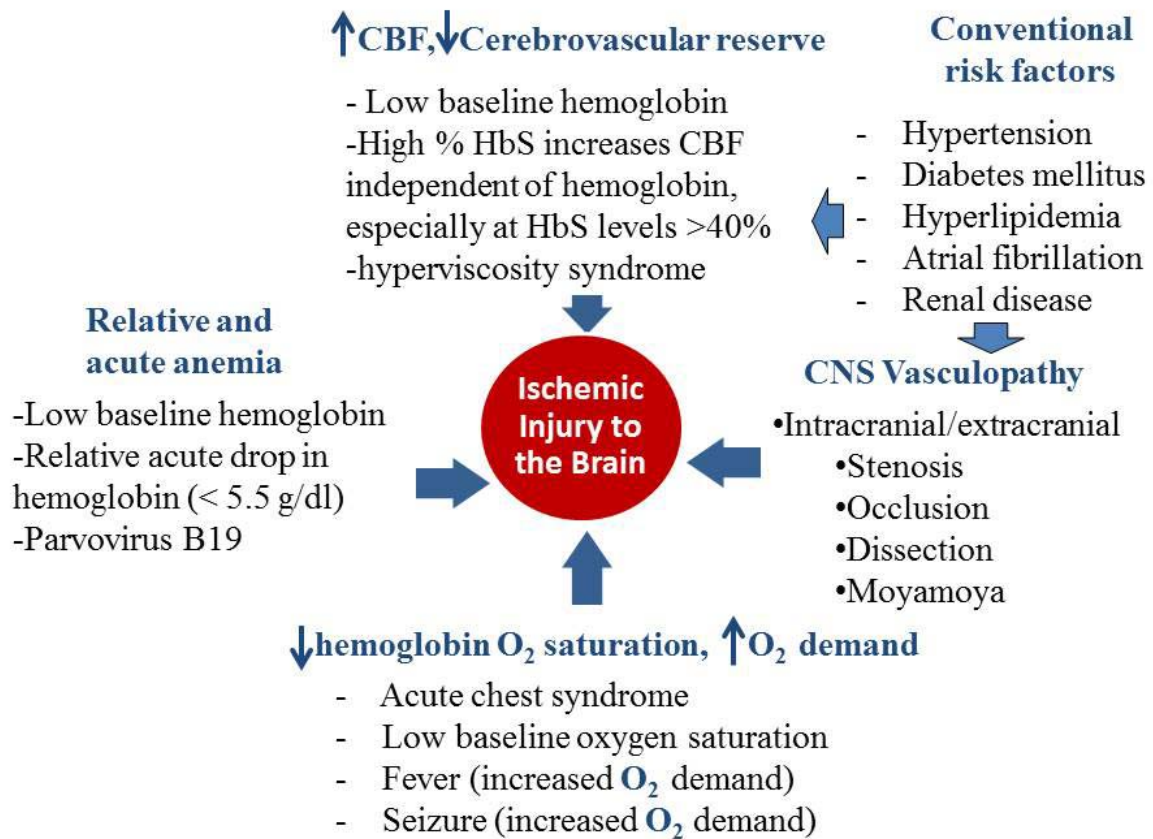 ↑CBF,↓Cerebrovascular reserve
- Low baseline hemoglobin
-High % HbS increases CBF
independent of hemoglobin,
especially at HbS levels >40%
-hyperviscosity syndrome
Conventional
risk factors
- Hypertension
- Diabetes mellitus
- Hyperlipidemia
- Atrial fibrillation
- Renal disease
Relative and
acute anemia
-Low baseline hemoglobin
-Relative acute drop in
hemoglobin (< 5.5 g/dl)
-Parvovirus B19
Ischemic
Injury to
the Brain
CNS Vasculopathy
•Intracranial/extracranial
•Stenosis
•Occlusion
•Dissection
•Moyamoya
↓hemoglobin O₂ saturation, ↑O₂ demand
- Acute chest syndrome
- Low baseline oxygen saturation
- Fever (increased O₂ demand)
- Seizure (increased O₂ demand)